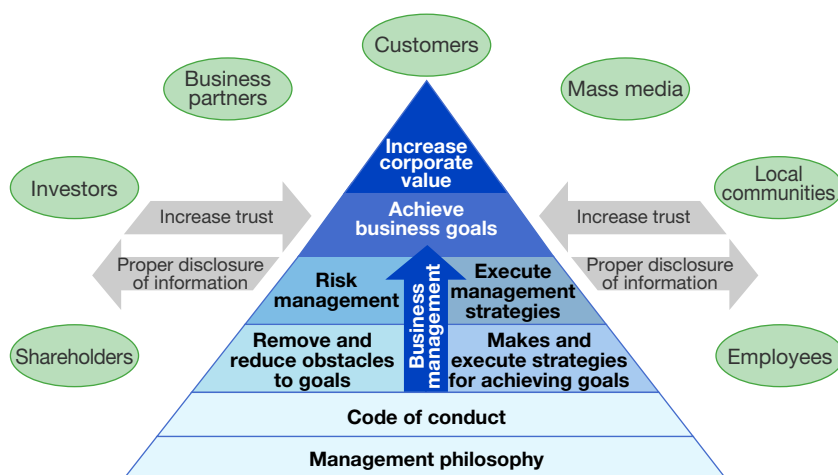 Customers
Business
partners
Mass media
Increase
corporate
value
Investors
Local
communities
Increase trust
Achieve
business goals
Increase trust
Proper disclosure
of information
Risk
management
Execute
management
strategies
Proper disclosure
of information
Business
management
Shareholders
Remove and
reduce obstacles
to goals
Makes and
execute strategies
for achieving goals
Employees
Code of conduct
Management philosophy